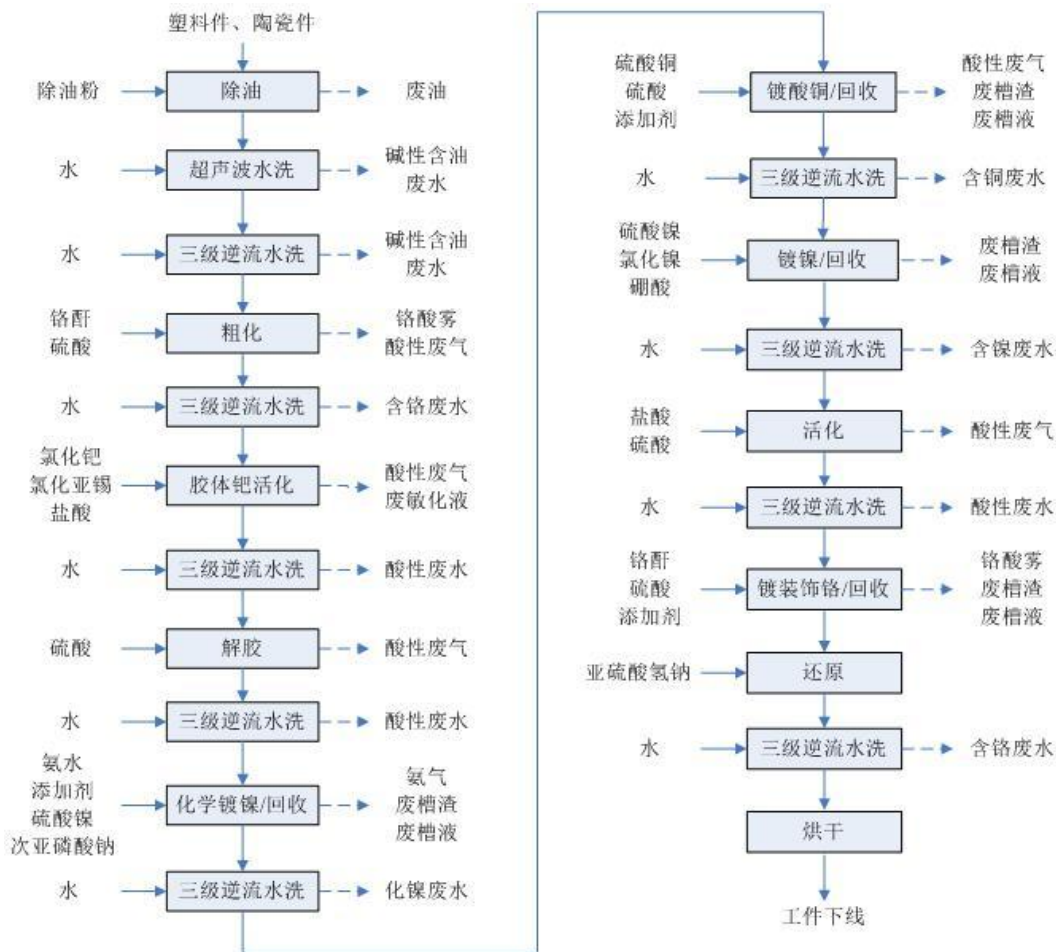 塑料件、陶瓷件
除油粉
除油
废油
水
超声波水洗
碱性含油
废水
水
三级逆流水洗
碱性含油
废水
铬酐
硫酸
粗化
铬酸雾
酸性废气
水
三级逆流水洗
含铬废水
氯化钯
氯化亚锡
盐酸
胶体钯活化
酸性废气
废敏化液
水
三级逆流水洗
酸性废水
硫酸
解胶
酸性废气
水
三级逆流水洗
酸性废水
氨水
添加剂
硫酸镍
次亚磷酸钠
化学镀镍/回收
氨气
废槽渣
废槽液
水
三级逆流水洗
化镍废水
硫酸铜
硫酸
添加剂
镀酸铜/回收
酸性废气
废槽渣
废槽液
水
三级逆流水洗
含铜废水
硫酸镍
氯化镍
硼酸
镀镍/回收
废槽渣
废槽液
水
三级逆流水洗
含镍废水
盐酸
硫酸
活化
酸性废气
水
三级逆流水洗
酸性废水
铬酐
硫酸
添加剂
镀装饰铬/回收
铬酸雾
废槽渣
废槽液
亚硫酸氢钠
还原
水
三级逆流水洗
含铬废水
烘干
工件下线